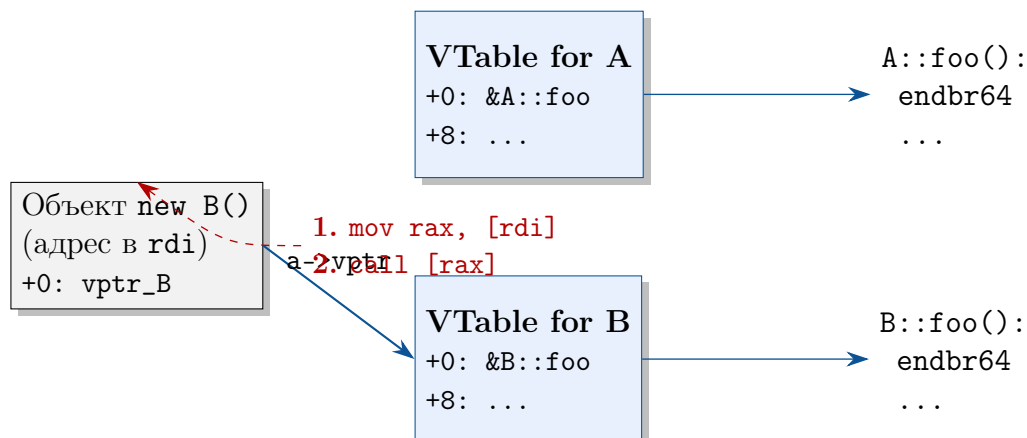 VTable for A
+0: &A::foo
+8: ...
A::foo():
endbr64
...
Объект new B()
(адрес в rdi)
+0: vptr_B
1. mov rax, [rdi]
2. call [rax]
a->vptr
VTable for B
+0: &B::foo
+8: ...
B::foo():
endbr64
...